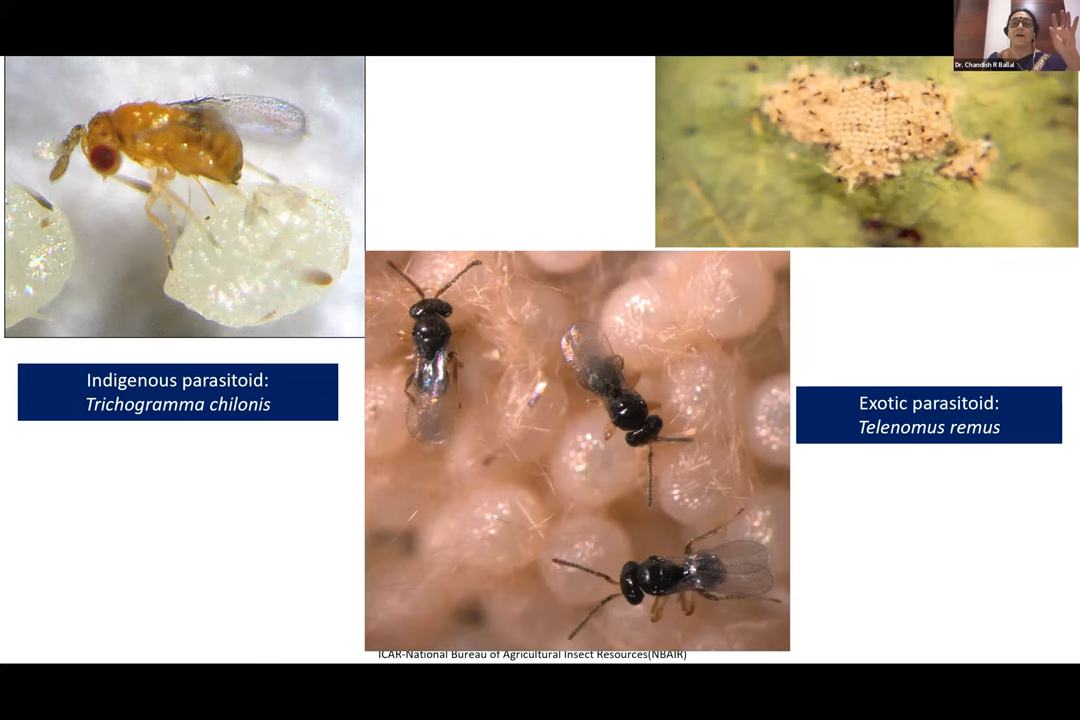 Dr. Chandish R Ballal
Indigenous parasitoid:
Trichogramma chilonis
Exotic parasitoid:
Telenomus remus
ICAR-National Bureau of Agricultural Insect Resources(NBAIR)